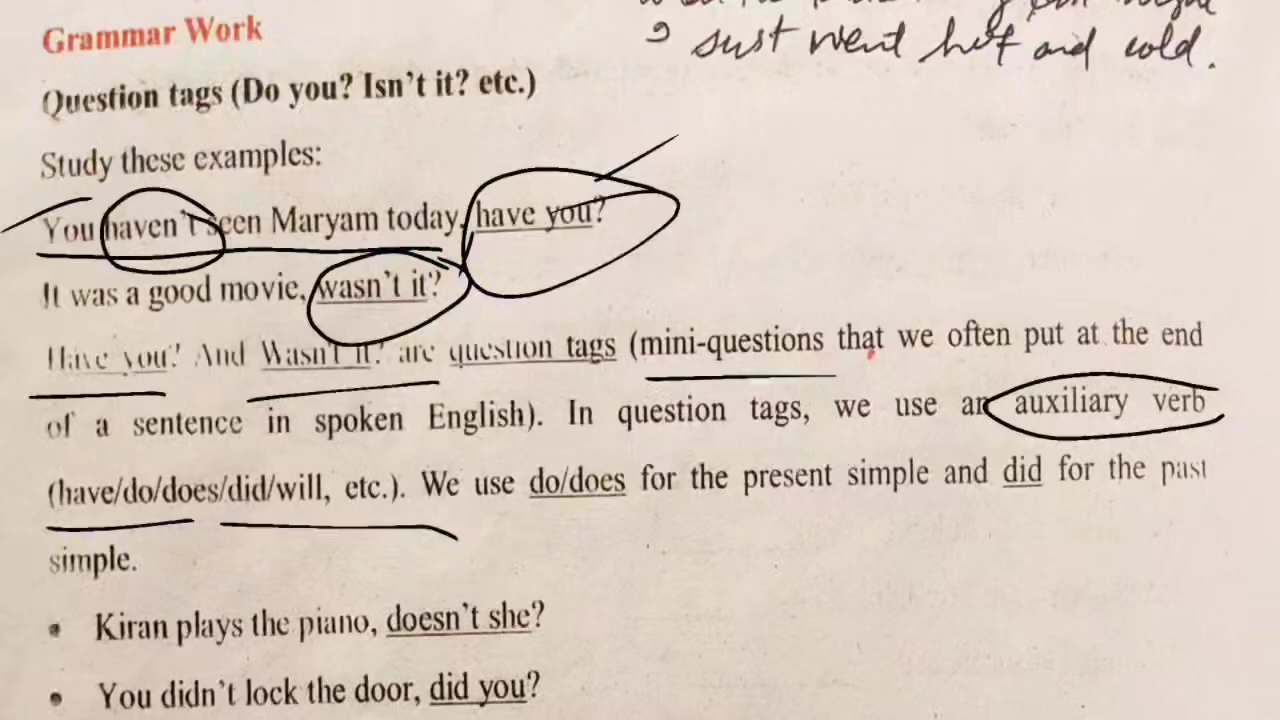 I just went hot and cold.
Grammar Work
Question tags (Do you? Isn't it? etc.)
Study these examples:
You haven't seen Maryam today, have you?
It was a good movie, wasn't it?
Have you? And Wasn't it? are question tags (mini-questions that we often put at the end
of a sentence in spoken English). In question tags, we use an auxiliary verb
(have/do/does/did/will, etc.). We use do/does for the present simple and did for the past
simple.
• Kiran plays the piano, doesn't she?
• You didn't lock the door, did you?